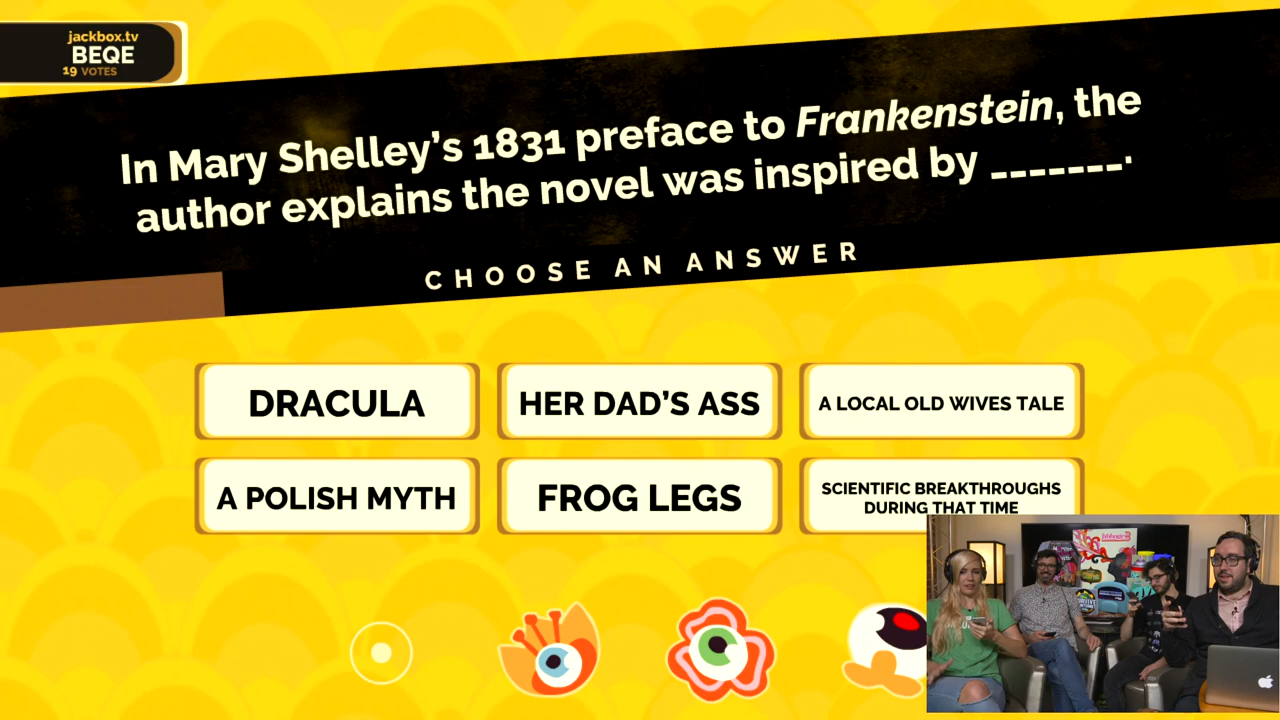 jackbox.tv
BEQE
19 VOTES
In Mary Shelley's 1831 preface to Frankenstein, the
author explains the novel was inspired by _______.
CHOOSE AN ANSWER
DRACULA
HER DAD'S ASS
A LOCAL OLD WIVES TALE
A POLISH MYTH
FROG LEGS
SCIENTIFIC BREAKTHROUGHS
DURING THAT TIME